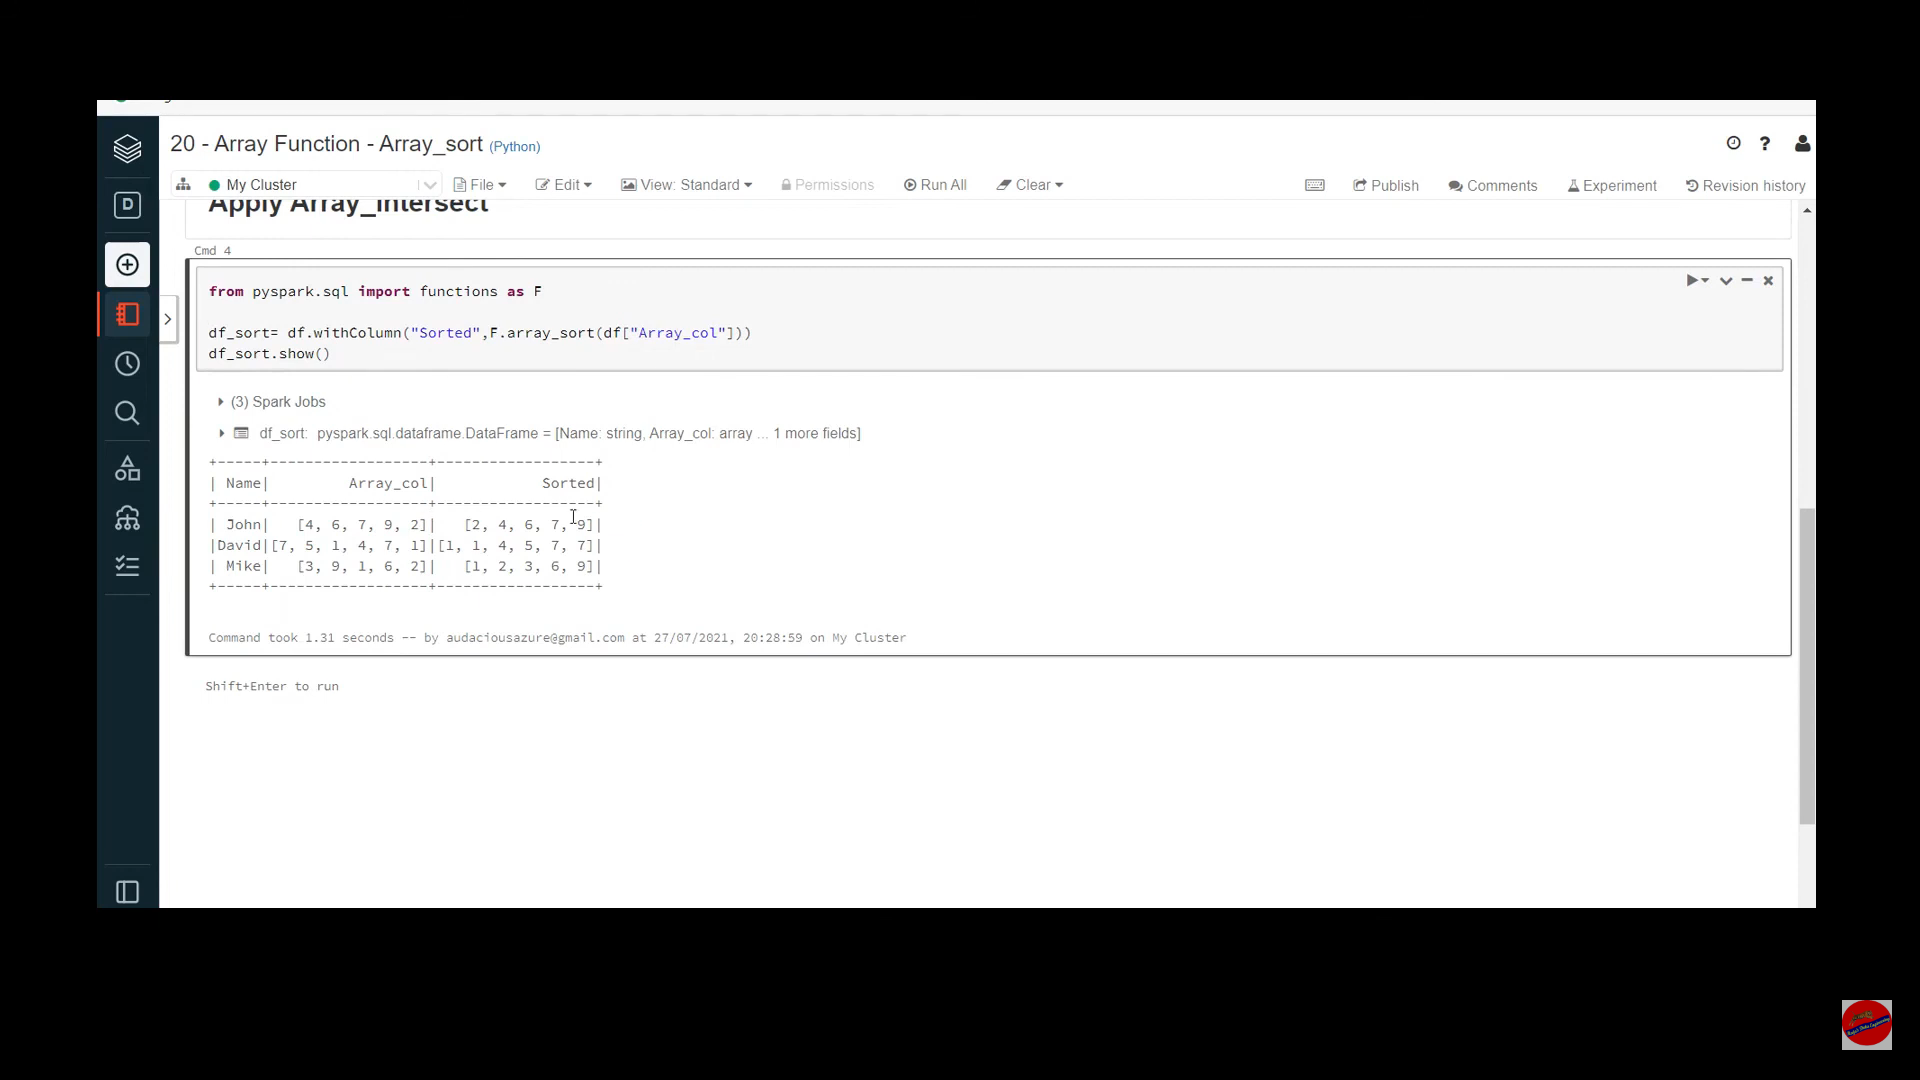 20 - Array Function - Array_sort (Python)
My Cluster File Edit View: Standard Permissions Run All Clear Publish Comments Experiment Revision history
Apply Array_intersect
Cmd 4
from pyspark.sql import functions as F
df_sort= df.withColumn("Sorted",F.array_sort(df["Array_col"]))
df_sort.show()
(3) Spark Jobs
df_sort: pyspark.sql.dataframe.DataFrame = [Name: string, Array_col: array ... 1 more fields]
+-----+------------------+------------------+
| Name|         Array_col|            Sorted|
+-----+------------------+------------------+
| John|   [4, 6, 7, 9, 2]|   [2, 4, 6, 7, 9]|
|David|[7, 5, 1, 4, 7, 1]|[1, 1, 4, 5, 7, 7]|
| Mike|   [3, 9, 1, 6, 2]|   [1, 2, 3, 6, 9]|
+-----+------------------+------------------+
Command took 1.31 seconds -- by audaciousazure@gmail.com at 27/07/2021, 20:28:59 on My Cluster
Shift+Enter to run